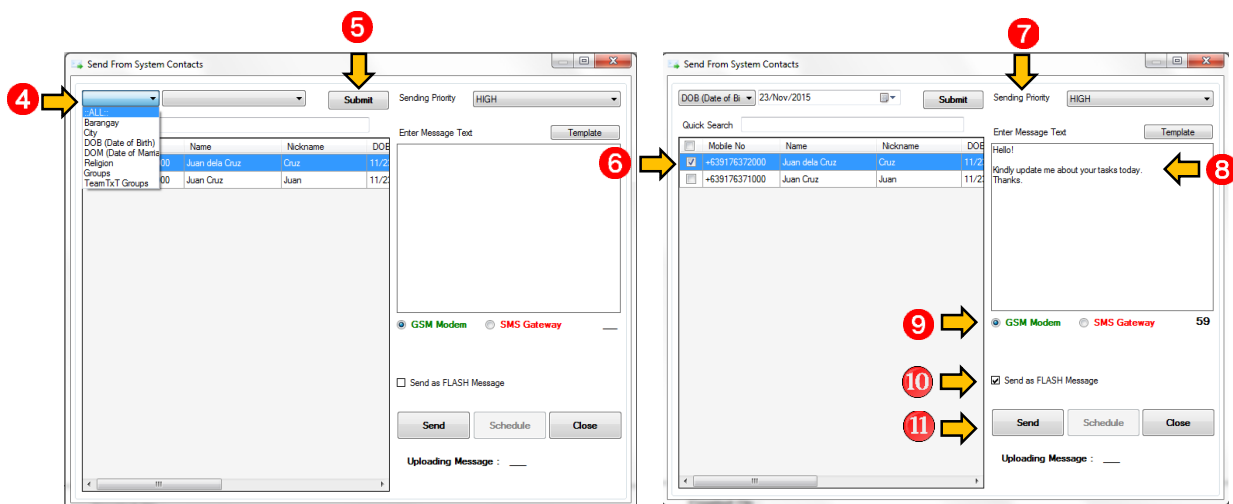 5
Send From System Contacts
4
Submit
Sending Priority
HIGH
::ALL::
Barangay
City
DOB (Date of Birth)
DOM (Date of Marria
Religion
Groups
TeamTxT Groups
Enter Message Text
Template
Name
Nickname
DOB
00
Juan dela Cruz
Cruz
11/2
00
Juan Cruz
Juan
11/2
GSM Modem
SMS Gateway
___
Send as FLASH Message
Send
Schedule
Close
Uploading Message : ___
7
Send From System Contacts
DOB (Date of Bi
23/Nov/2015
Submit
Sending Priority
HIGH
Quick Search
Enter Message Text
Template
6
Mobile No
Name
Nickname
DOB
+639176372000
Juan dela Cruz
Cruz
11/2
+639176371000
Juan Cruz
Juan
11/2
Hello!
Kindly update me about your tasks today.
Thanks.
8
9
GSM Modem
SMS Gateway
59
10
Send as FLASH Message
11
Send
Schedule
Close
Uploading Message : ___